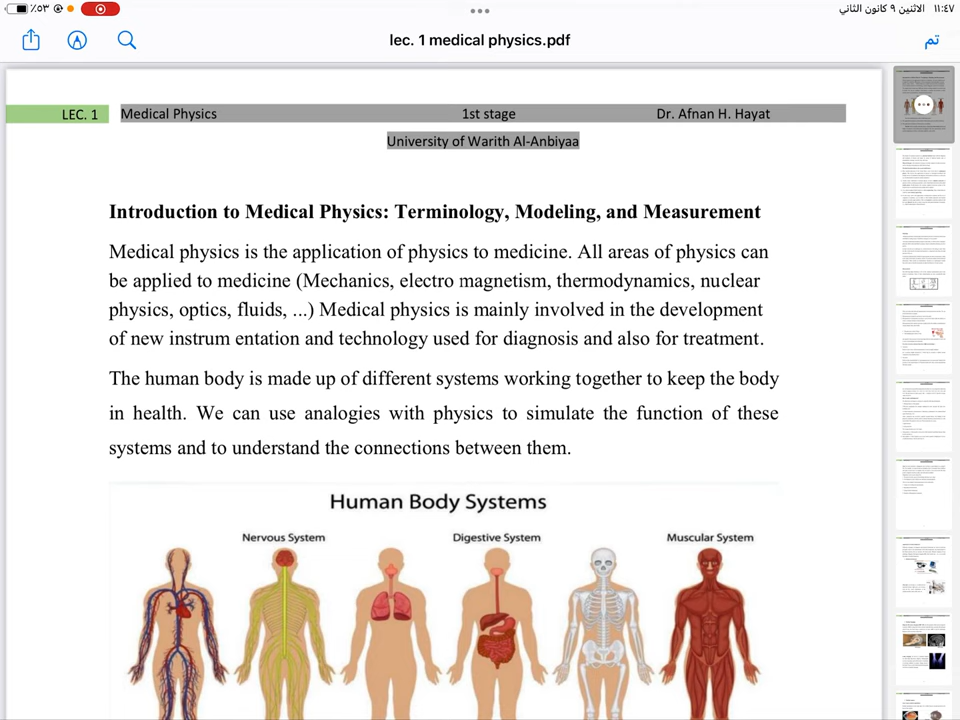 ١١:٤٧ الاثنين ٩ كانون الثاني
٪٥٣
lec. 1 medical physics.pdf
تم
LEC. 1 Medical Physics 1st stage Dr. Afnan H. Hayat
University of Warith Al-Anbiyaa
Introduction to Medical Physics: Terminology, Modeling, and Measurement
Medical physics is the application of physics to medicine. All areas of physics can
be applied to medicine (Mechanics, electro magnetism, thermodynamics, nuclear
physics, optics, fluids, ...) Medical physics is mainly involved in the development
of new instrum entation and technology used for diagnosis and also for treatment.
The human body is made up of different systems working together to keep the body
in health. We can use analogies with physics to simulate the function of these
systems and to understand the connections between them.
Human Body Systems
Nervous System Digestive System Muscular System